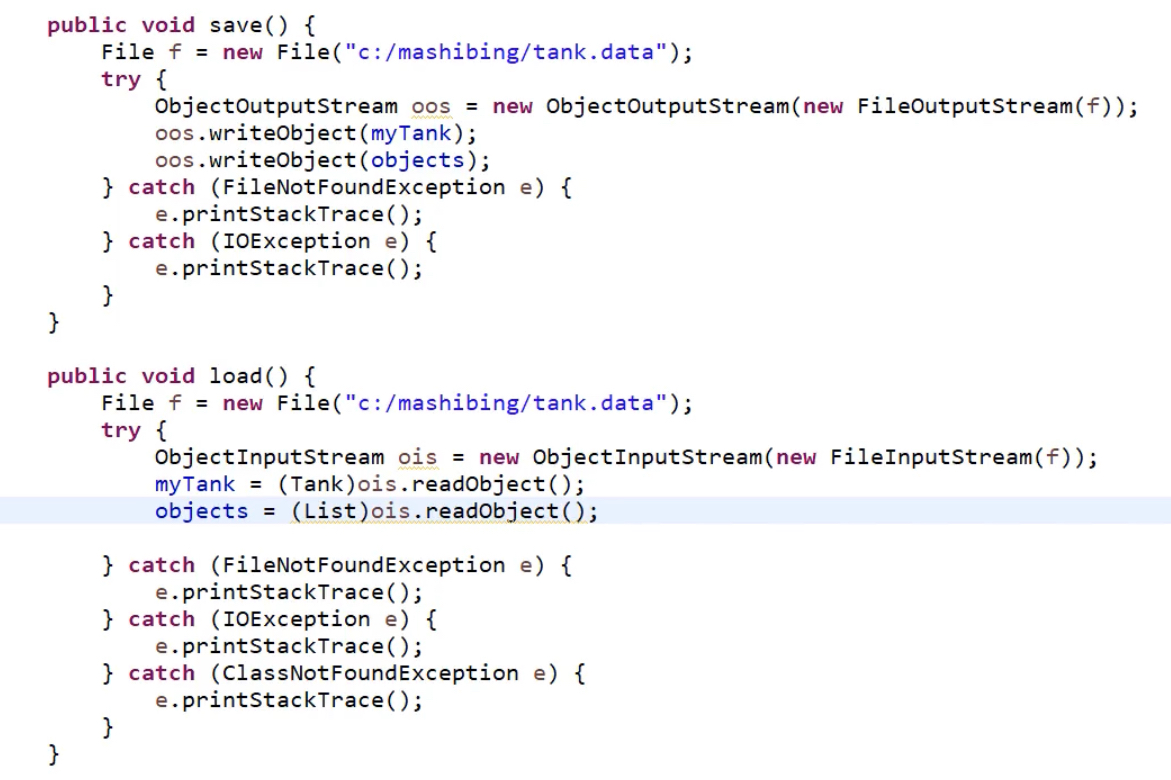 public void save() {
    File f = new File("c:/mashibing/tank.data");
    try {
        ObjectOutputStream oos = new ObjectOutputStream(new FileOutputStream(f));
        oos.writeObject(myTank);
        oos.writeObject(objects);
    } catch (FileNotFoundException e) {
        e.printStackTrace();
    } catch (IOException e) {
        e.printStackTrace();
    }
}

public void load() {
    File f = new File("c:/mashibing/tank.data");
    try {
        ObjectInputStream ois = new ObjectInputStream(new FileInputStream(f));
        myTank = (Tank)ois.readObject();
        objects = (List)ois.readObject();

    } catch (FileNotFoundException e) {
        e.printStackTrace();
    } catch (IOException e) {
        e.printStackTrace();
    } catch (ClassNotFoundException e) {
        e.printStackTrace();
    }
}